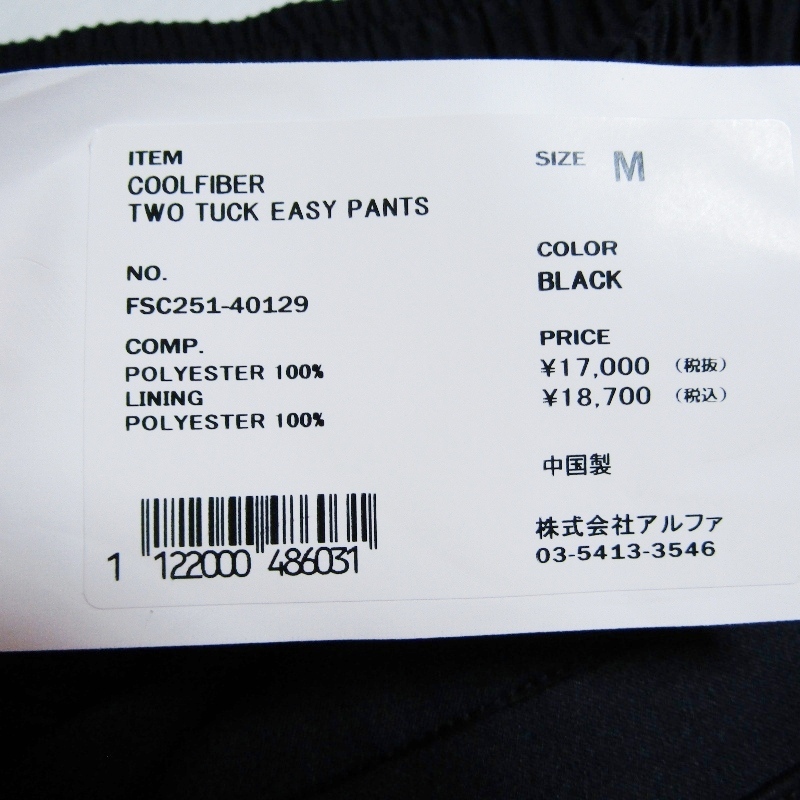 ITEM
COOLFIBER
TWO TUCK EASY PANTS
NO.
FSC251-40129
COMP.
POLYESTER 100%
LINING
POLYESTER 100%
1 122000 486031
SIZE M
COLOR
BLACK
PRICE
¥17,000 (税抜)
¥18,700 (税込)
中国製
株式会社アルファ
03-5413-3546